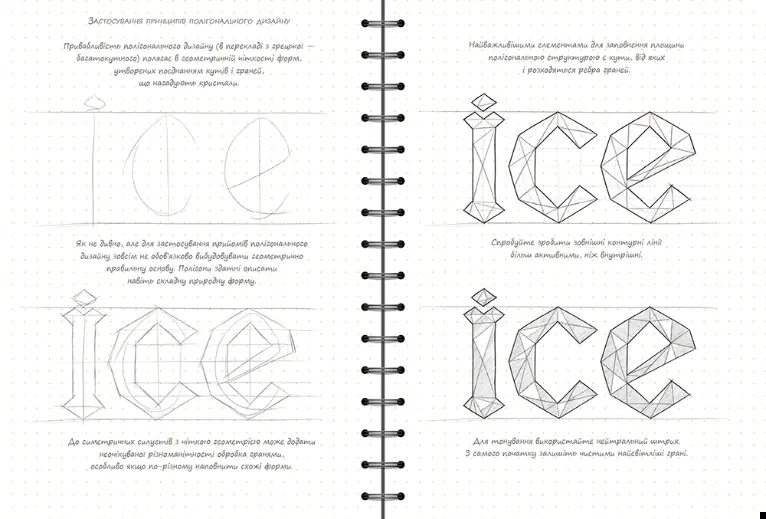 Застосування принципів полігонального дизайну
Привабливість полігонального дизайну (в перекладі з грецької —
багатокутного) полягає в геометричній чіткості форм,
утворених поєднанням кутів і граней,
що нагадують кристали.
ice
Як не дивно, але для застосування прийомів полігонального
дизайну зовсім не обов'язково вибудовувати геометрично
правильну основу. Полігони здатні описати
навіть складну природну форму.
ice
До симетричних силуетів з чіткою геометрією може додати
неочікуваної різноманітності обробка гранями,
особливо якщо по-різному наповнити схожі форми.
Найважливішими елементами для заповнення площини
полігональною структурою є кути, від яких
і розходяться ребра граней.
ice
Спробуйте зробити зовнішні контурні лінії
більш активними, ніж внутрішні.
ice
Для тонування використайте нейтральний штрих.
З самого початку залишіть чистими найсвітліші грані.